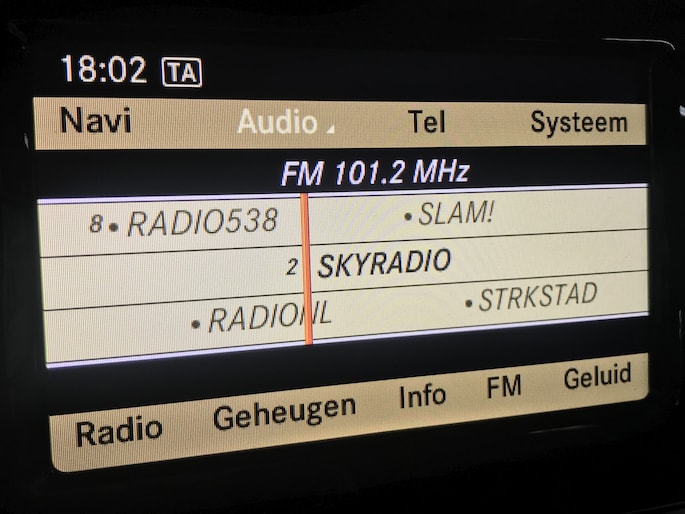 18:02 TA
Navi Audio Tel Systeem
FM 101.2 MHz
8 • RADIO538 • SLAM!
2 SKYRADIO
• RADIONL • STRKSTAD
Radio Geheugen Info FM Geluid